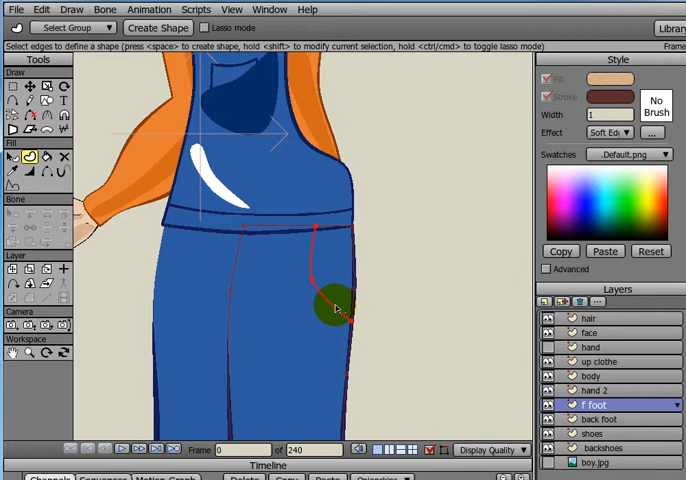 File Edit Draw Bone Animation Scripts View Window Help
Select Group Create Shape Lasso mode Library
Select edges to define a shape (press <space> to create shape, hold <shift> to modify current selection, hold <ctrl/cmd> to toggle lasso mode) Frame
Tools
Draw
Fill
Bone
Layer
Camera
Workspace
Style
Fill
Stroke
Width 1
No Brush
Effect Soft Ed ...
Swatches .Default.png
Copy Paste Reset
Advanced
Layers
hair
face
hand
up clothe
body
hand 2
f foot
back foot
shoes
backshoes
boy.jpg
Frame 0 of 240 Display Quality
Timeline
Channels Sequencer Motion Graph Delete Copy Paste Onionskins